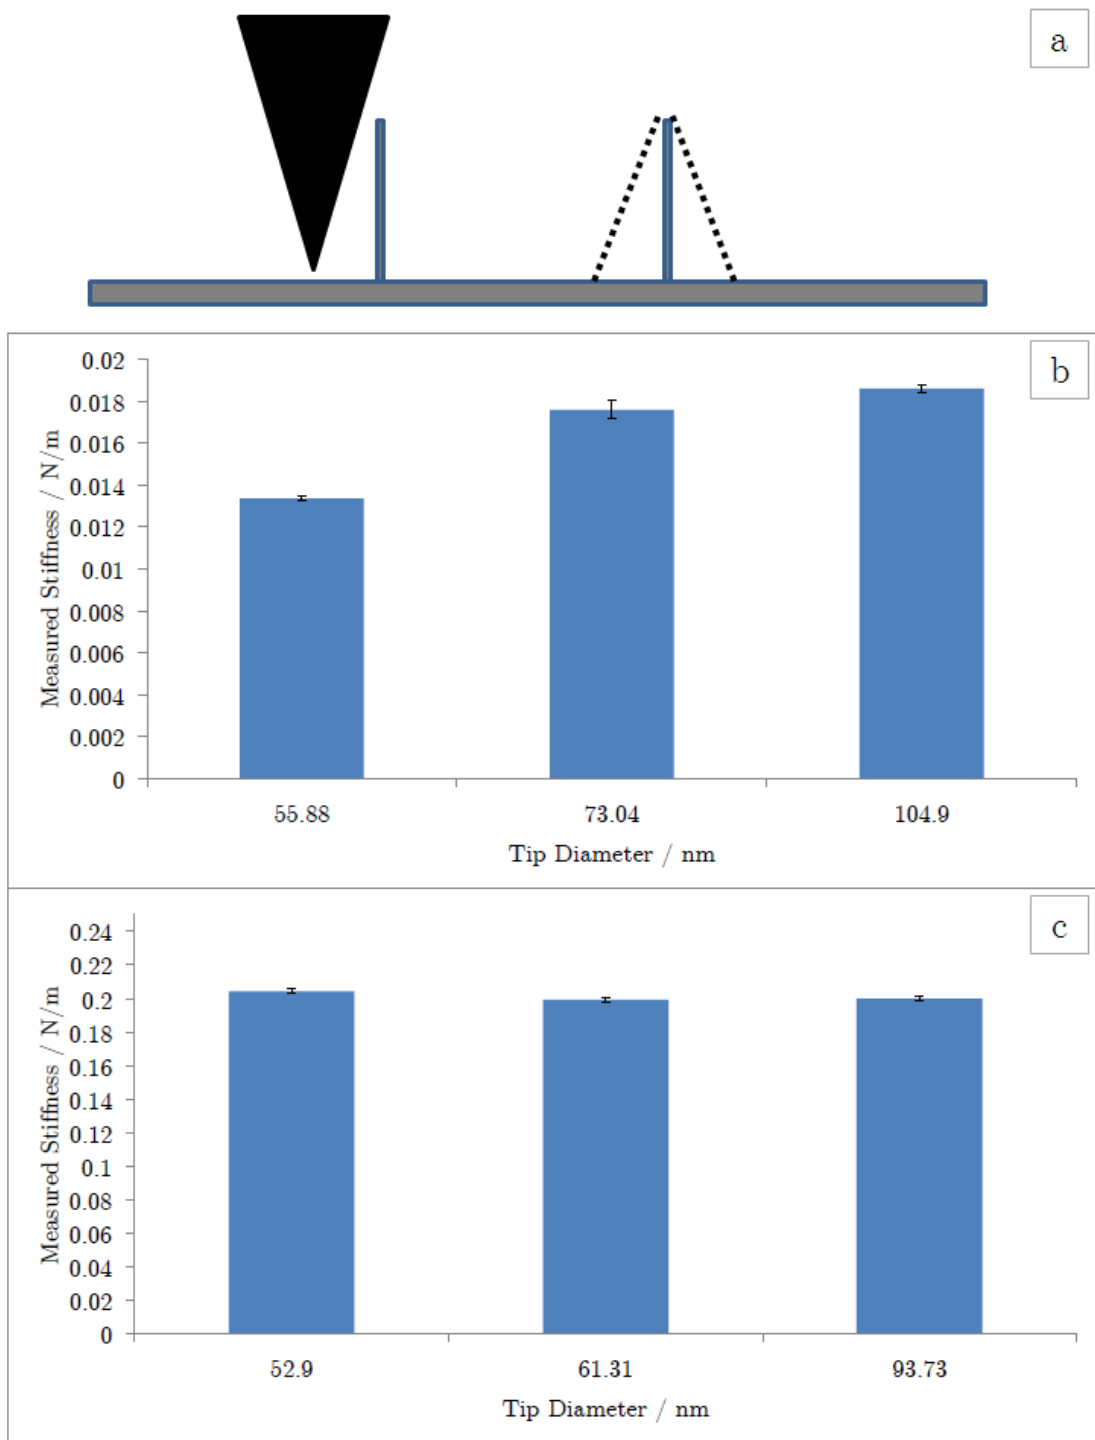 a
b
0.02
0.018
0.016
0.014
0.012
0.01
0.008
0.006
0.004
0.002
0
Measured Stiffness / N/m
55.88 73.04 104.9
Tip Diameter / nm
c
0.24
0.22
0.2
0.18
0.16
0.14
0.12
0.1
0.08
0.06
0.04
0.02
0
Measured Stiffness / N/m
52.9 61.31 93.73
Tip Diameter / nm